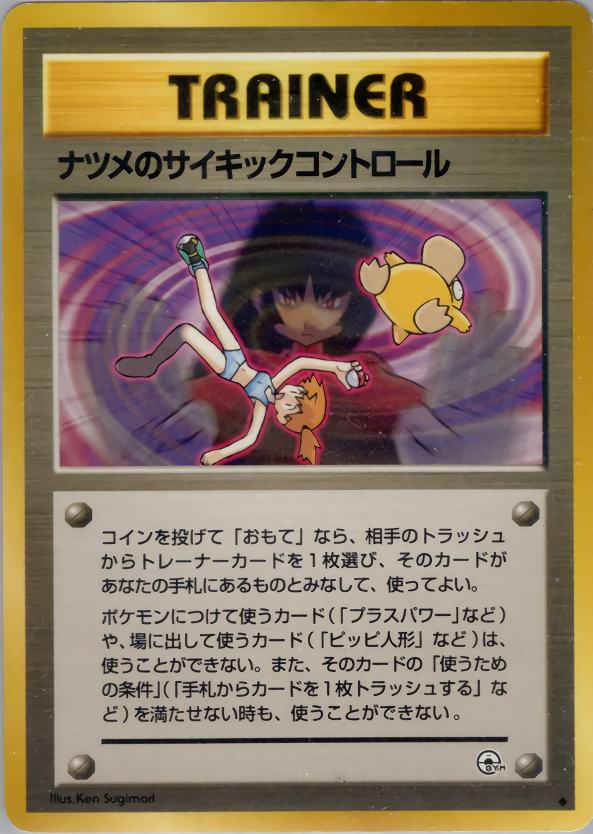 TRAINER
ナツメのサイキックコントロール
コインを投げて「おもて」なら、相手のトラッシュ
からトレーナーカードを1枚選び、そのカードが
あなたの手札にあるものとみなして、使ってよい。
ポケモンにつけて使うカード(「プラスパワー」など)
や、場に出して使うカード(「ピッピ人形」など)は、
使うことができない。また、そのカードの「使うため
の条件」(「手札からカードを1枚トラッシュする」な
ど)を満たせない時も、使うことができない。
GYM
Illus. Ken Sugimori